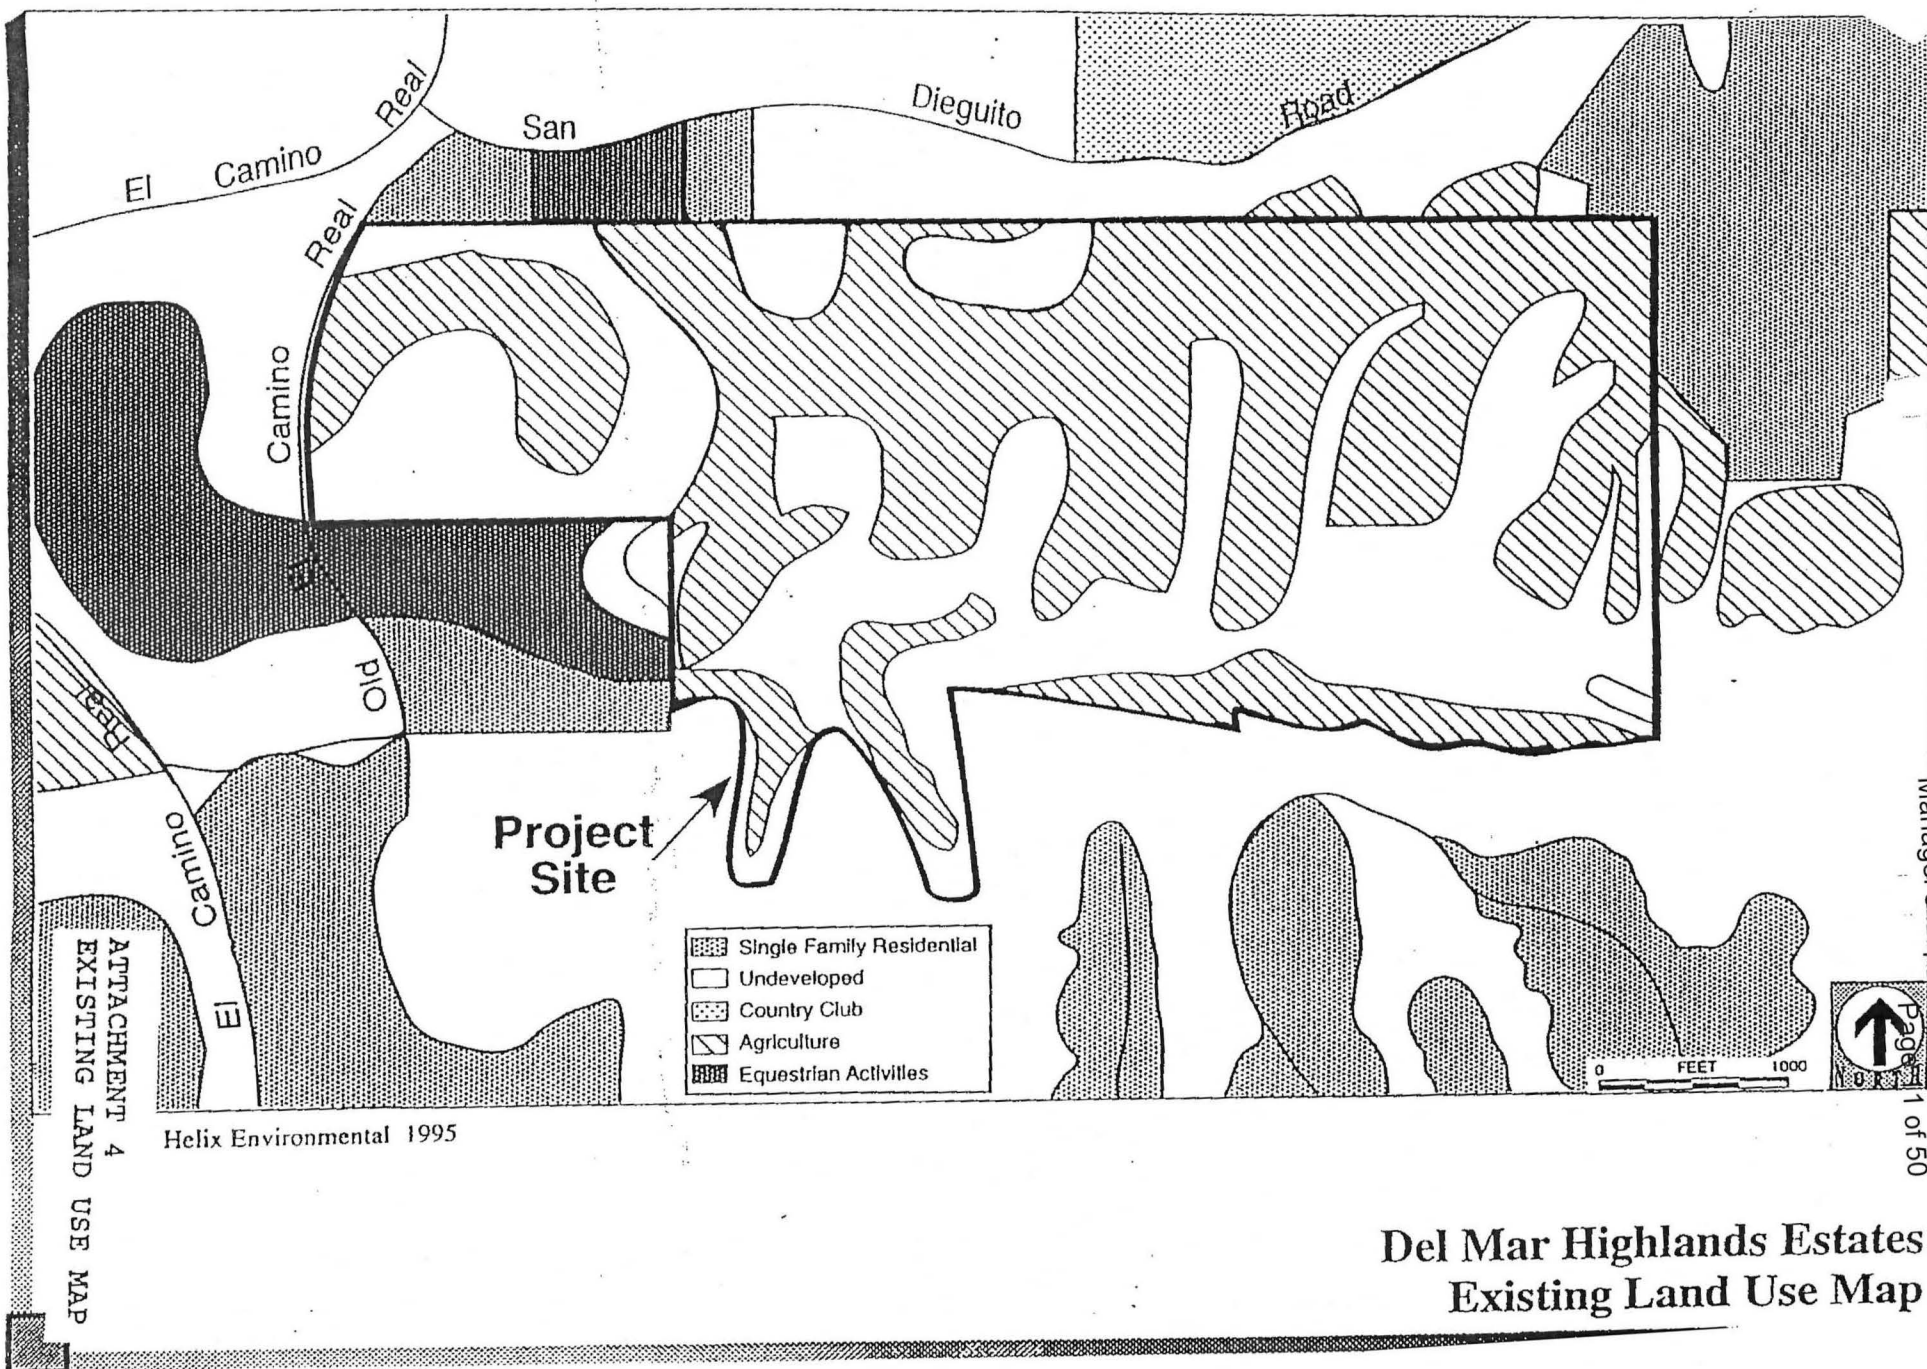 El Camino Real
San Dieguito Road
El Camino Real
Old
El Camino Real
Project
Site
Single Family Residential
Undeveloped
Country Club
Agriculture
Equestrian Activities
0 FEET 1000
NORTH
Page
1 of 50
ATTACHMENT 4
EXISTING LAND USE MAP
Helix Environmental 1995
Del Mar Highlands Estates
Existing Land Use Map